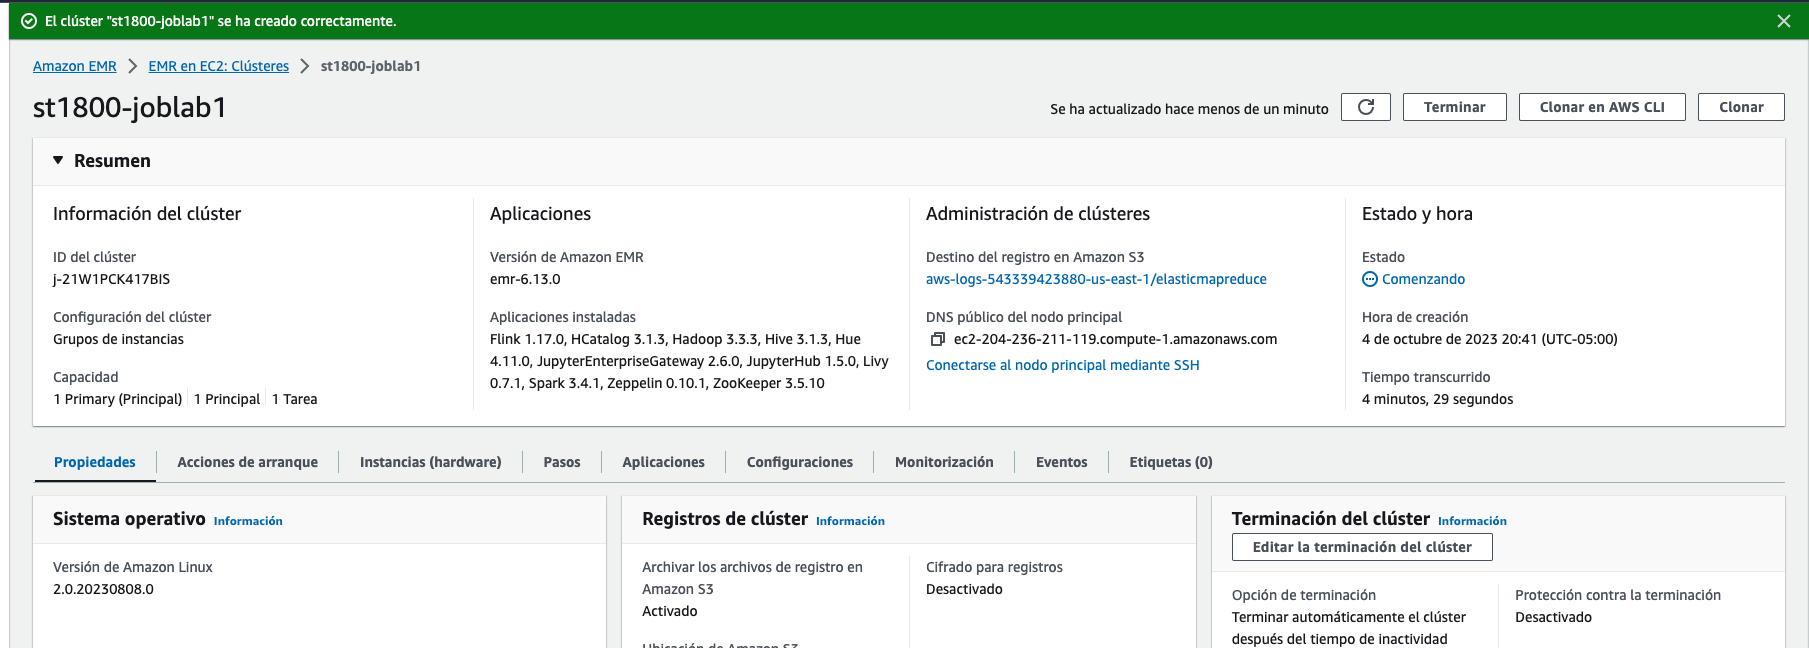 El clúster "st1800-joblab1" se ha creado correctamente.
Amazon EMR > EMR en EC2: Clústeres > st1800-joblab1
st1800-joblab1
Se ha actualizado hace menos de un minuto
Terminar
Clonar en AWS CLI
Clonar
Resumen
Información del clúster
ID del clúster
j-21W1PCK417BIS
Configuración del clúster
Grupos de instancias
Capacidad
1 Primary (Principal) | 1 Principal | 1 Tarea
Aplicaciones
Versión de Amazon EMR
emr-6.13.0
Aplicaciones instaladas
Flink 1.17.0, HCatalog 3.1.3, Hadoop 3.3.3, Hive 3.1.3, Hue
4.11.0, JupyterEnterpriseGateway 2.6.0, JupyterHub 1.5.0, Livy
0.7.1, Spark 3.4.1, Zeppelin 0.10.1, ZooKeeper 3.5.10
Administración de clústeres
Destino del registro en Amazon S3
aws-logs-543339423880-us-east-1/elasticmapreduce
DNS público del nodo principal
ec2-204-236-211-119.compute-1.amazonaws.com
Conectarse al nodo principal mediante SSH
Estado y hora
Estado
Comenzando
Hora de creación
4 de octubre de 2023 20:41 (UTC-05:00)
Tiempo transcurrido
4 minutos, 29 segundos
Propiedades
Acciones de arranque
Instancias (hardware)
Pasos
Aplicaciones
Configuraciones
Monitorización
Eventos
Etiquetas (0)
Sistema operativo Información
Versión de Amazon Linux
2.0.20230808.0
Registros de clúster Información
Archivar los archivos de registro en
Amazon S3
Activado
Ubicación de Amazon S3
Cifrado para registros
Desactivado
Terminación del clúster Información
Editar la terminación del clúster
Opción de terminación
Terminar automáticamente el clúster
después del tiempo de inactividad
Protección contra la terminación
Desactivado